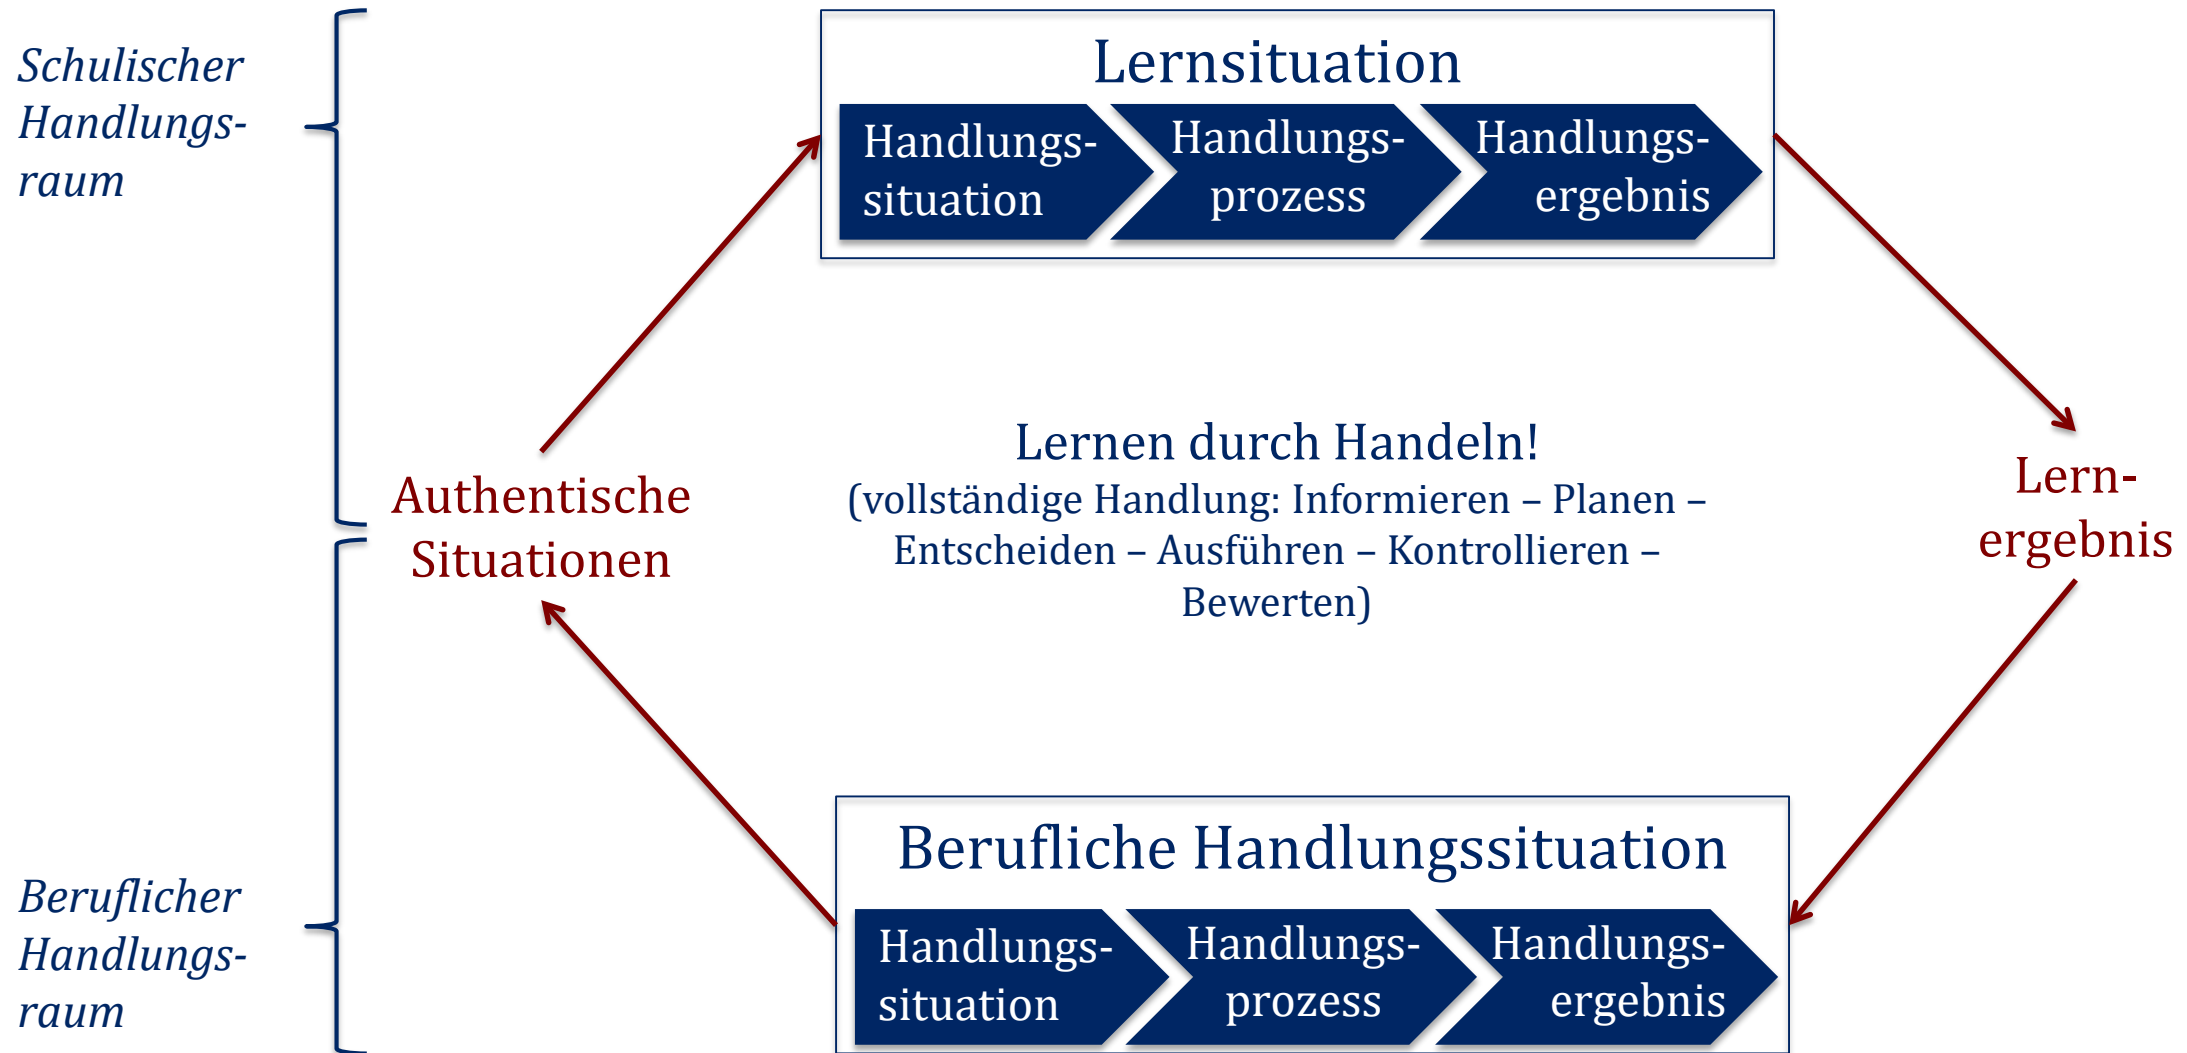 Schulischer
Handlungs-
raum
Lernsituation
Handlungs-
situation
Handlungs-
prozess
Handlungs-
ergebnis
Authentische
Situationen
Lernen durch Handeln!
(vollständige Handlung: Informieren – Planen –
Entscheiden – Ausführen – Kontrollieren –
Bewerten)
Lern-
ergebnis
Beruflicher
Handlungs-
raum
Berufliche Handlungssituation
Handlungs-
situation
Handlungs-
prozess
Handlungs-
ergebnis